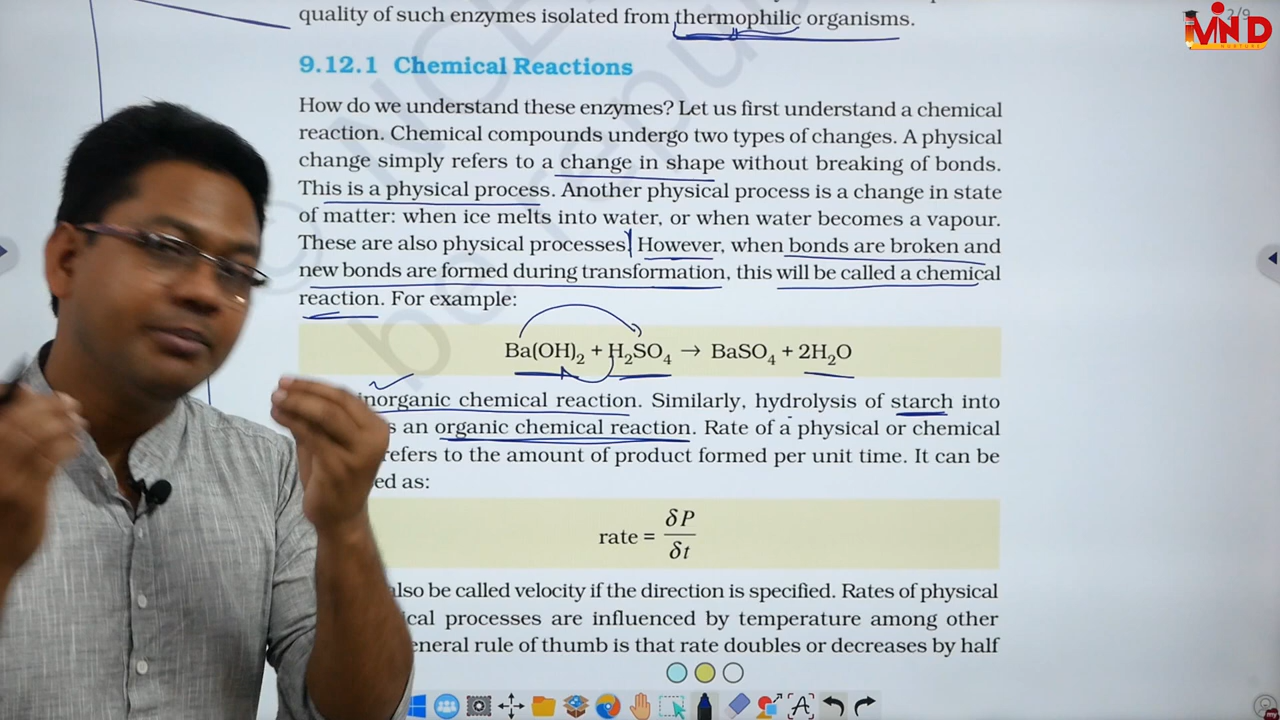 quality of such enzymes isolated from thermophilic organisms.
2/9
MIND
NURTURE
9.12.1 Chemical Reactions
How do we understand these enzymes? Let us first understand a chemical
reaction. Chemical compounds undergo two types of changes. A physical
change simply refers to a change in shape without breaking of bonds.
This is a physical process. Another physical process is a change in state
of matter: when ice melts into water, or when water becomes a vapour.
These are also physical processes. However, when bonds are broken and
new bonds are formed during transformation, this will be called a chemical
reaction. For example:
Ba(OH)₂ + H₂SO₄ → BaSO₄ + 2H₂O
inorganic chemical reaction. Similarly, hydrolysis of starch into
an organic chemical reaction. Rate of a physical or chemical
refers to the amount of product formed per unit time. It can be
as:
rate = δP/δt
also be called velocity if the direction is specified. Rates of physical
processes are influenced by temperature among other
rule of thumb is that rate doubles or decreases by half